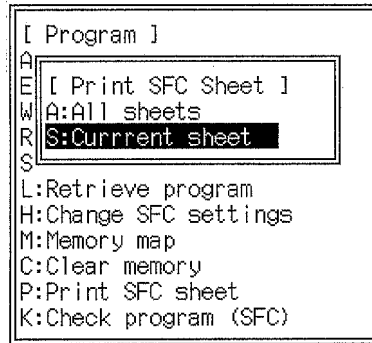 [ Program ]
A
E
[ Print SFC Sheet ]
W
A:All sheets
R
S:Currrent sheet
S
L:Retrieve program
H:Change SFC settings
M:Memory map
C:Clear memory
P:Print SFC sheet
K:Check program (SFC)